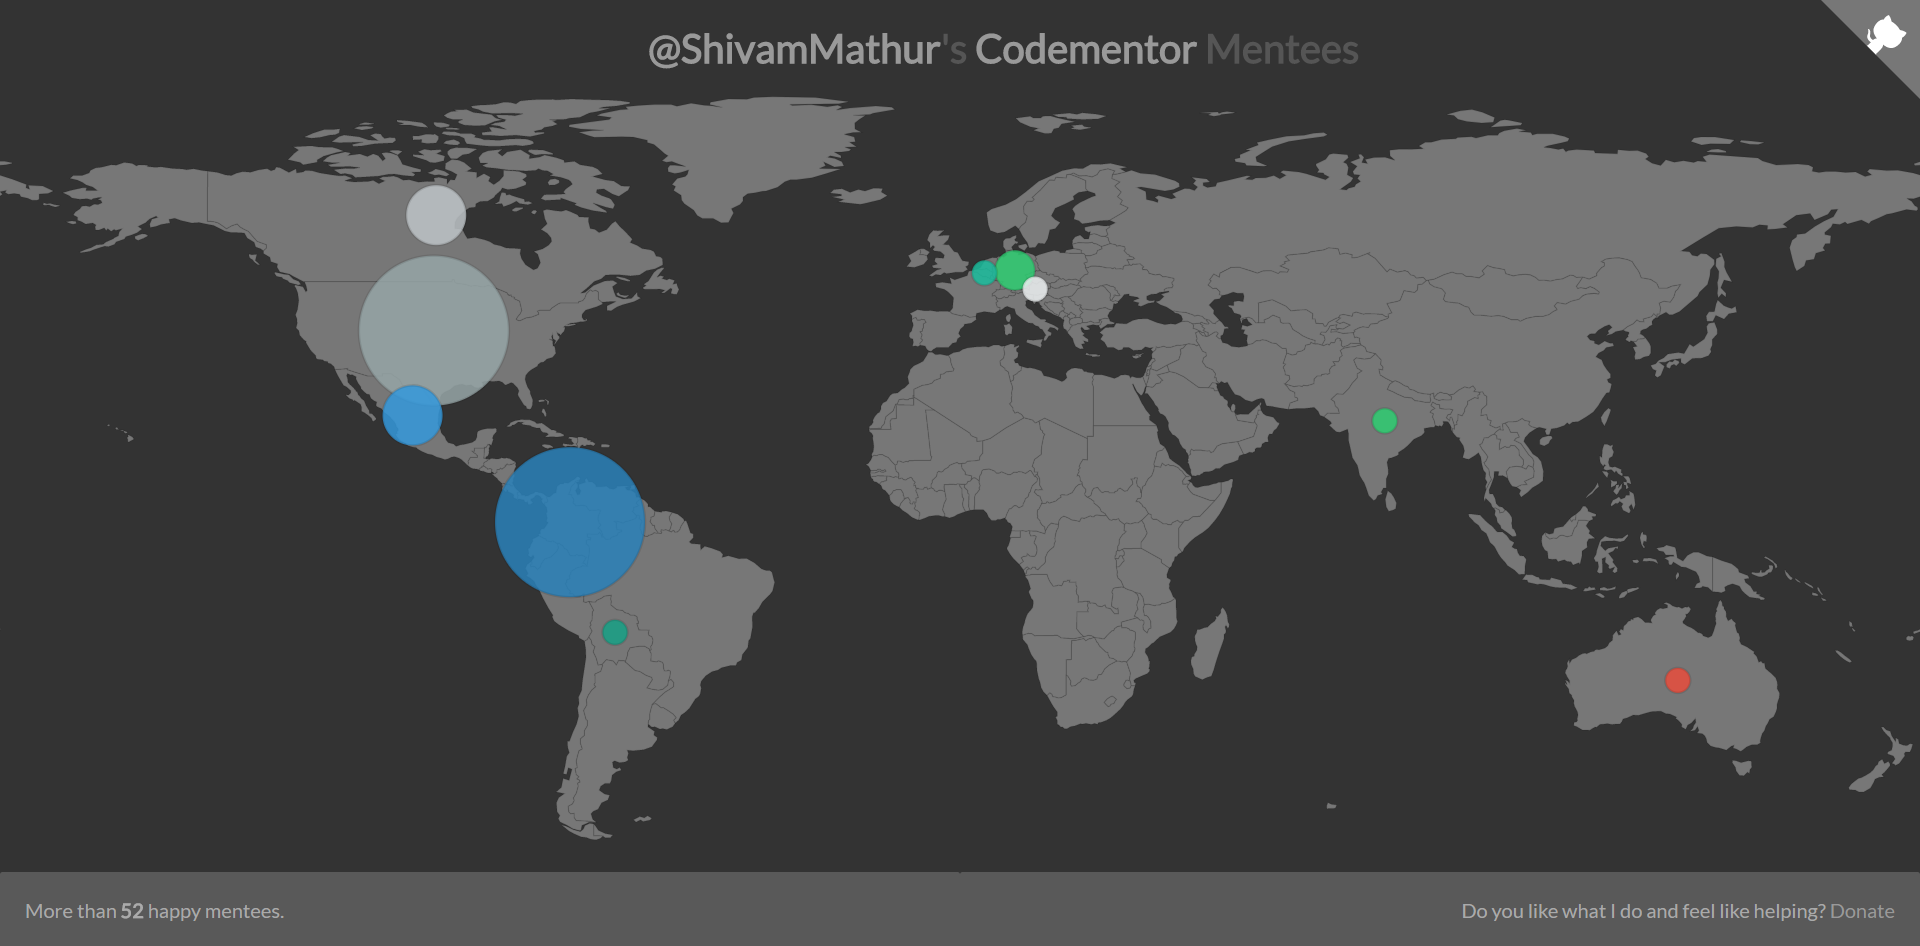 @ShivamMathur's Codementor Mentees
More than 52 happy mentees.
Do you like what I do and feel like helping? Donate